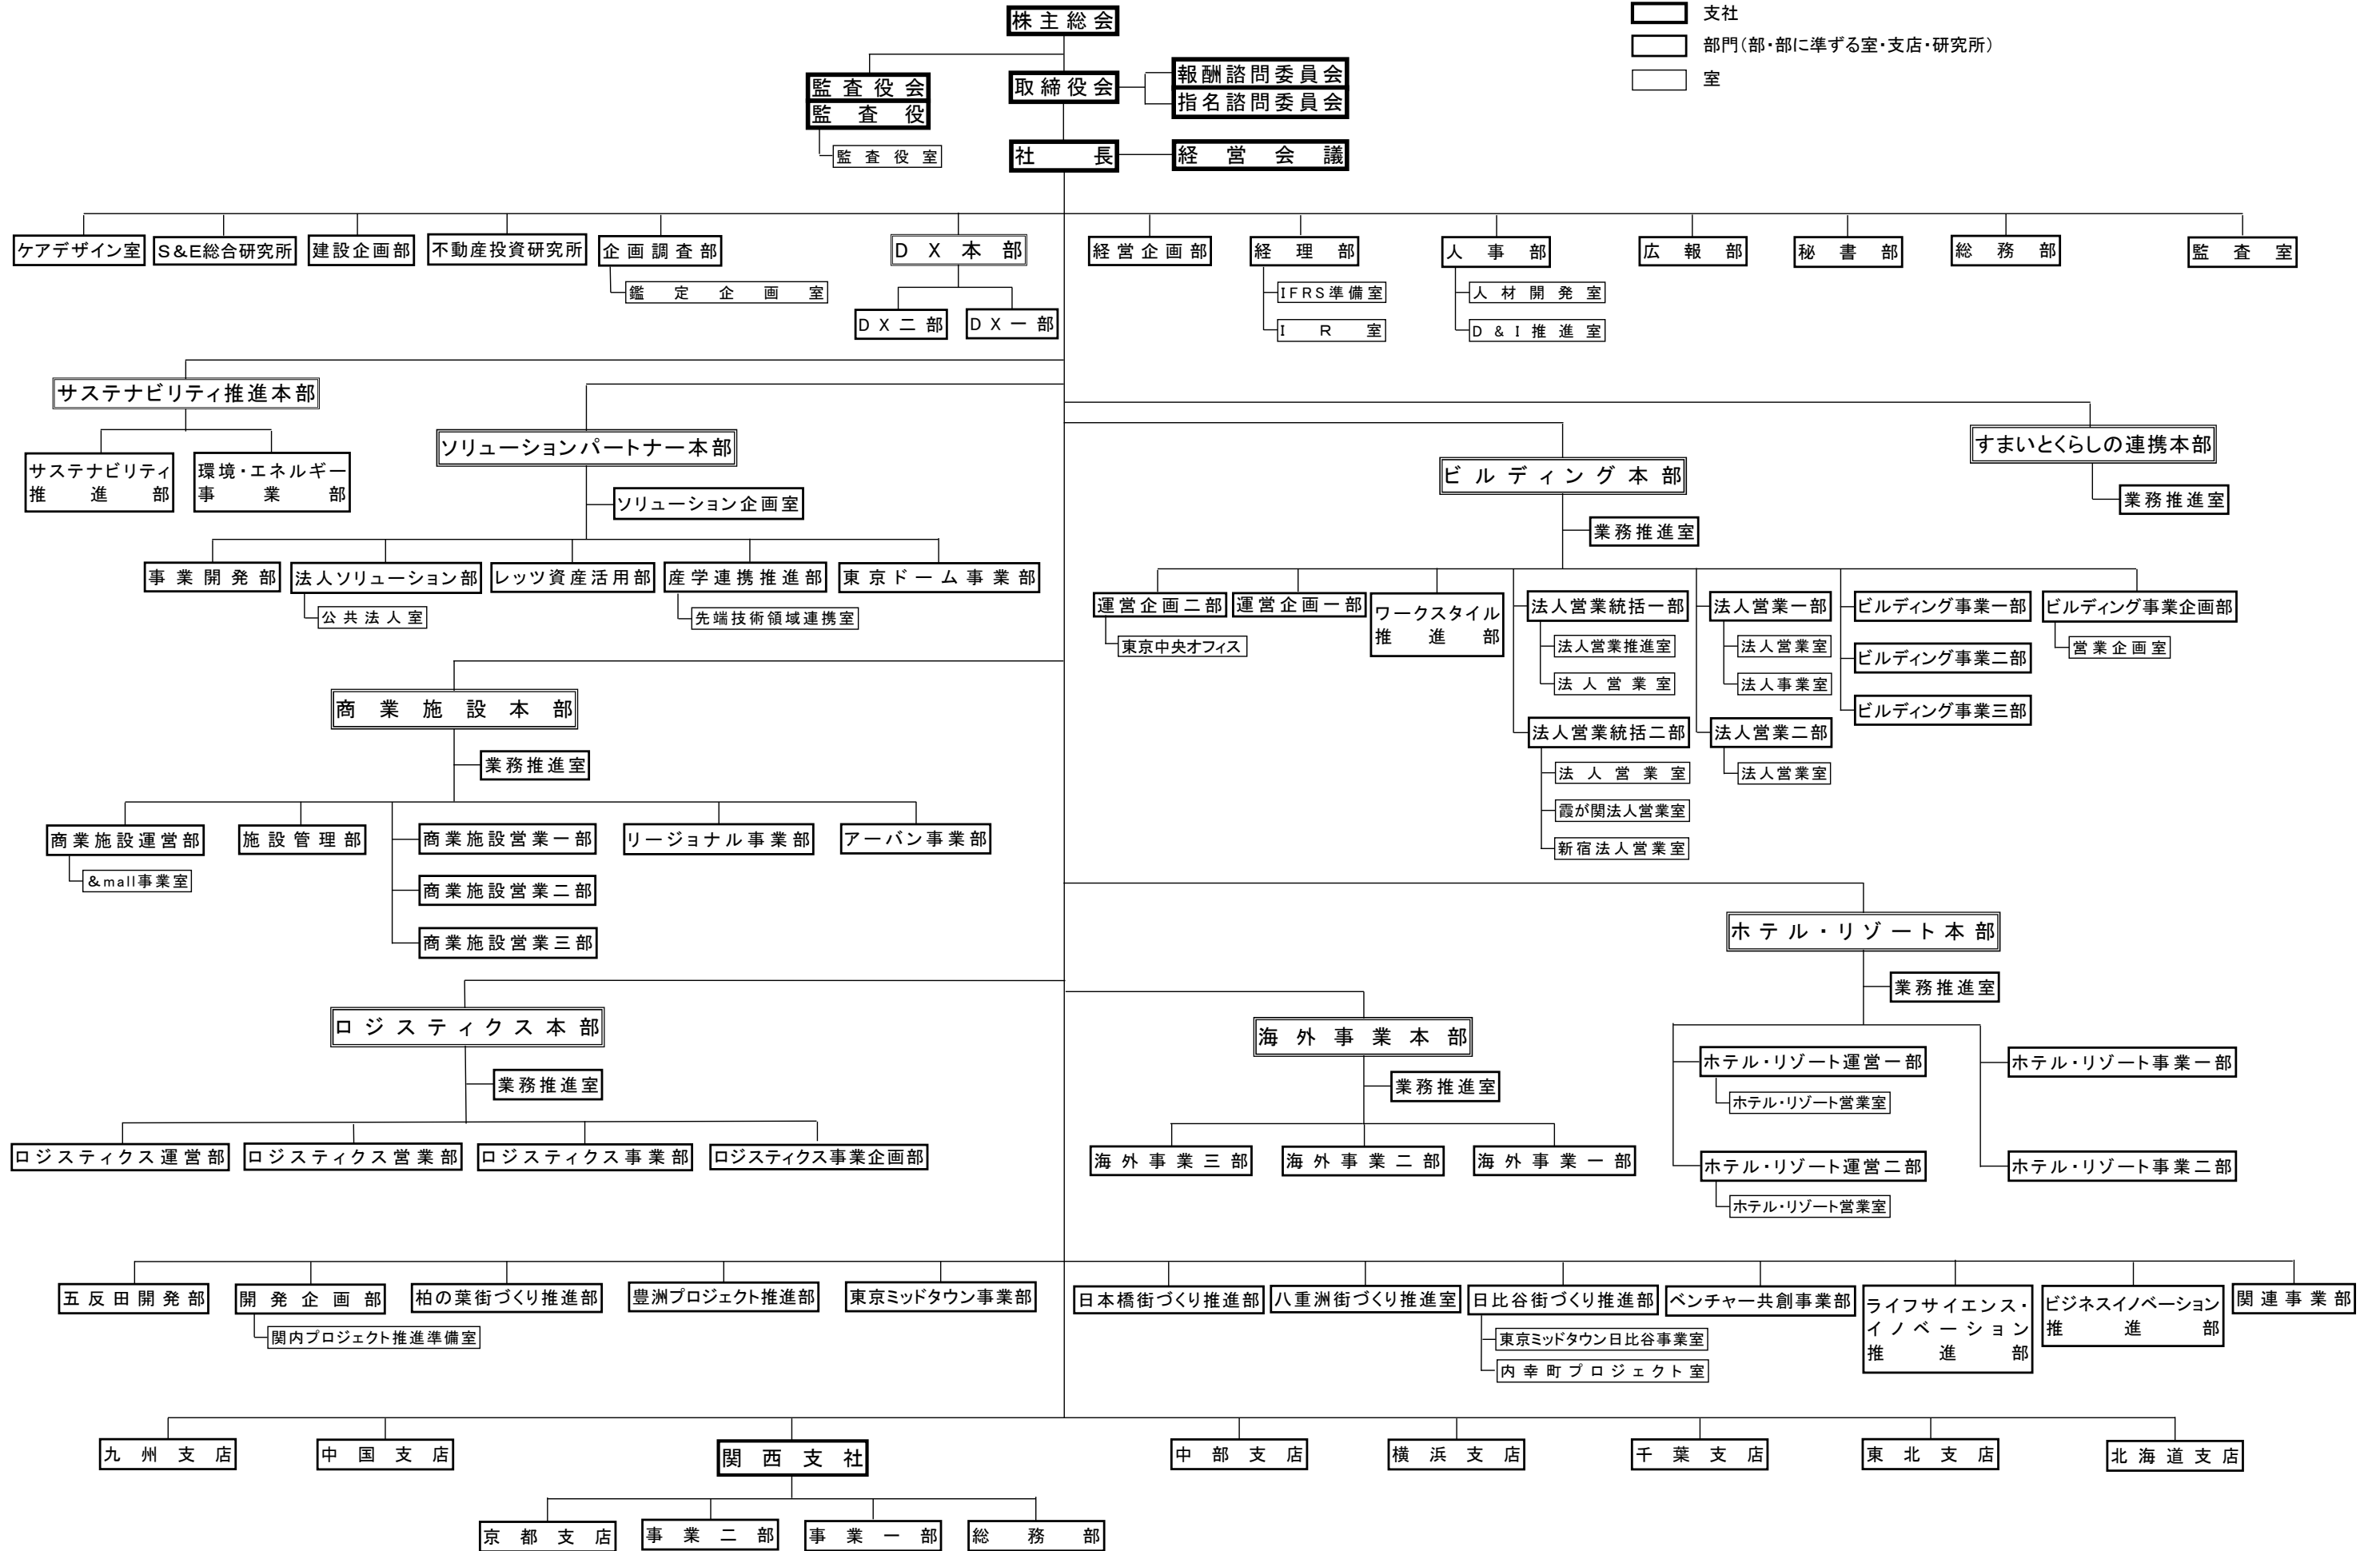 株主総会
支社
部門(部・部に準ずる室・支店・研究所)
室
監査役会
監査役
監査役室
取締役会
報酬諮問委員会
指名諮問委員会
社長
経営会議
ケアデザイン室
S&E総合研究所
建設企画部
不動産投資研究所
企画調査部
鑑定企画室
DX本部
DX二部
DX一部
経営企画部
経理部
IFRS準備室
IR室
人事部
人材開発室
D&I推進室
広報部
秘書部
総務部
監査室
サステナビリティ推進本部
サステナビリティ
推進部
環境・エネルギー
事業部
ソリューションパートナー本部
ソリューション企画室
事業開発部
法人ソリューション部
公共法人室
レッツ資産活用部
産学連携推進部
先端技術領域連携室
東京ドーム事業部
ビルディング本部
業務推進室
運営企画二部
東京中央オフィス
運営企画一部
ワークスタイル
推進部
法人営業統括一部
法人営業推進室
法人営業室
法人営業統括二部
法人営業室
霞が関法人営業室
新宿法人営業室
法人営業一部
法人営業室
法人事業室
法人営業二部
法人営業室
ビルディング事業一部
ビルディング事業二部
ビルディング事業三部
ビルディング事業企画部
営業企画室
すまいとくらしの連携本部
業務推進室
商業施設本部
業務推進室
商業施設運営部
&mall事業室
施設管理部
商業施設営業一部
商業施設営業二部
商業施設営業三部
リージョナル事業部
アーバン事業部
ホテル・リゾート本部
業務推進室
ホテル・リゾート運営一部
ホテル・リゾート営業室
ホテル・リゾート運営二部
ホテル・リゾート営業室
ホテル・リゾート事業一部
ホテル・リゾート事業二部
ロジスティクス本部
業務推進室
ロジスティクス運営部
ロジスティクス営業部
ロジスティクス事業部
ロジスティクス事業企画部
海外事業本部
業務推進室
海外事業三部
海外事業二部
海外事業一部
五反田開発部
開発企画部
関内プロジェクト推進準備室
柏の葉街づくり推進部
豊洲プロジェクト推進部
東京ミッドタウン事業部
日本橋街づくり推進部
八重洲街づくり推進室
日比谷街づくり推進部
東京ミッドタウン日比谷事業室
内幸町プロジェクト室
ベンチャー共創事業部
ライフサイエンス・
イノベーション
推進部
ビジネスイノベーション
推進部
関連事業部
九州支店
中国支店
関西支社
京都支店
事業二部
事業一部
総務部
中部支店
横浜支店
千葉支店
東北支店
北海道支店